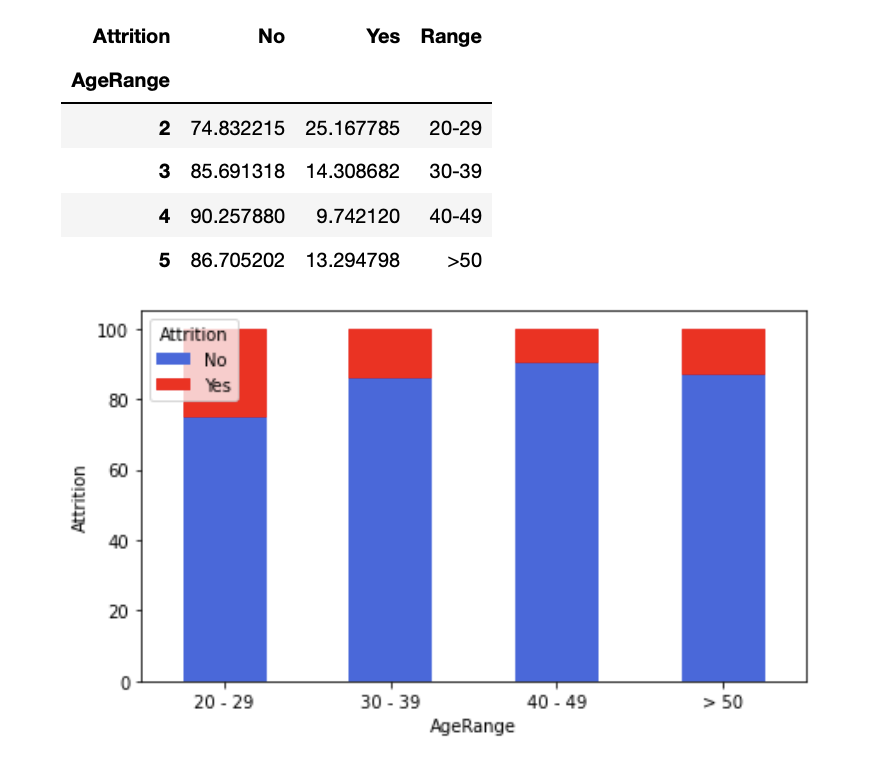 Attrition No Yes Range
AgeRange
2 74.832215 25.167785 20-29
3 85.691318 14.308682 30-39
4 90.257880 9.742120 40-49
5 86.705202 13.294798 >50
Attrition
No
Yes
100
80
60
40
20
0
Attrition
20 - 29 30 - 39 40 - 49 > 50
AgeRange